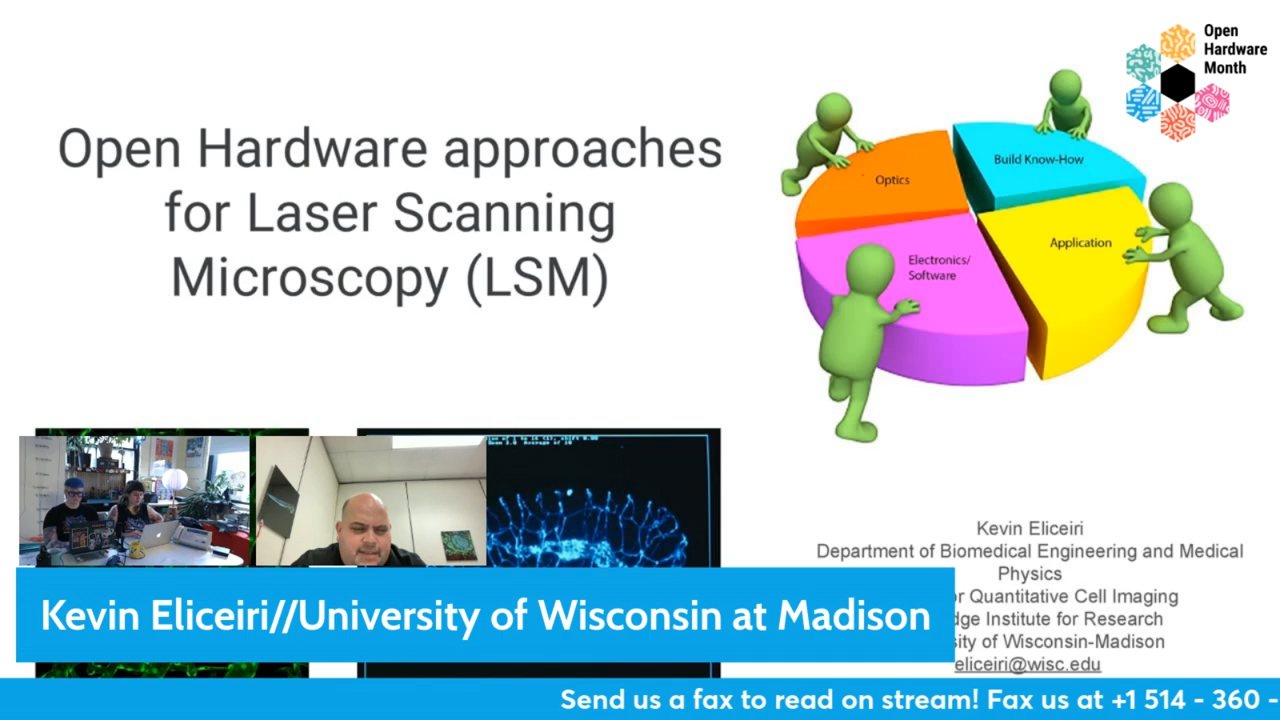 Open
Hardware
Month
Open Hardware approaches
for Laser Scanning
Microscopy (LSM)
Optics
Build Know-How
Application
Electronics/
Software
Kevin Eliceiri
Department of Biomedical Engineering and Medical
Physics
Quantitative Cell Imaging
Institute for Research
of Wisconsin-Madison
eliceiri@wisc.edu
Kevin Eliceiri//University of Wisconsin at Madison
Send us a fax to read on stream! Fax us at +1 514 - 360 -